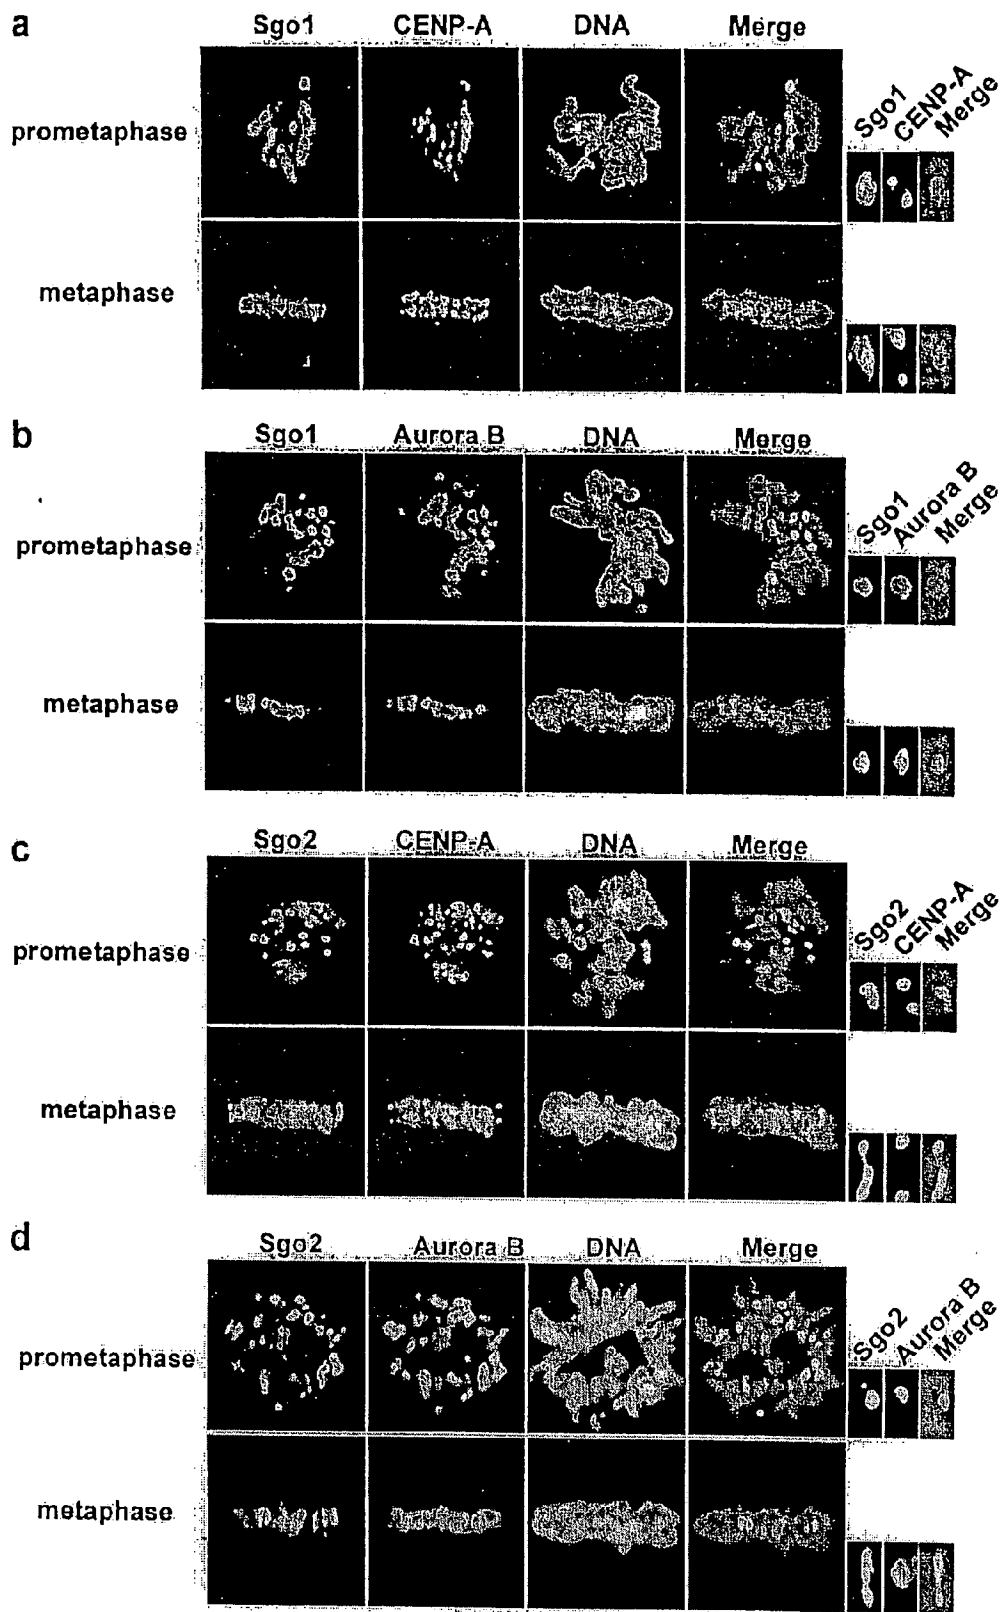 a
Sgo1 CENP-A DNA Merge
prometaphase
Sgo1 CENP-A Merge
metaphase
b
Sgo1 Aurora B DNA Merge
prometaphase
Sgo1 Aurora B Merge
metaphase
c
Sgo2 CENP-A DNA Merge
prometaphase
Sgo2 CENP-A Merge
metaphase
d
Sgo2 Aurora B DNA Merge
prometaphase
Sgo2 Aurora B Merge
metaphase